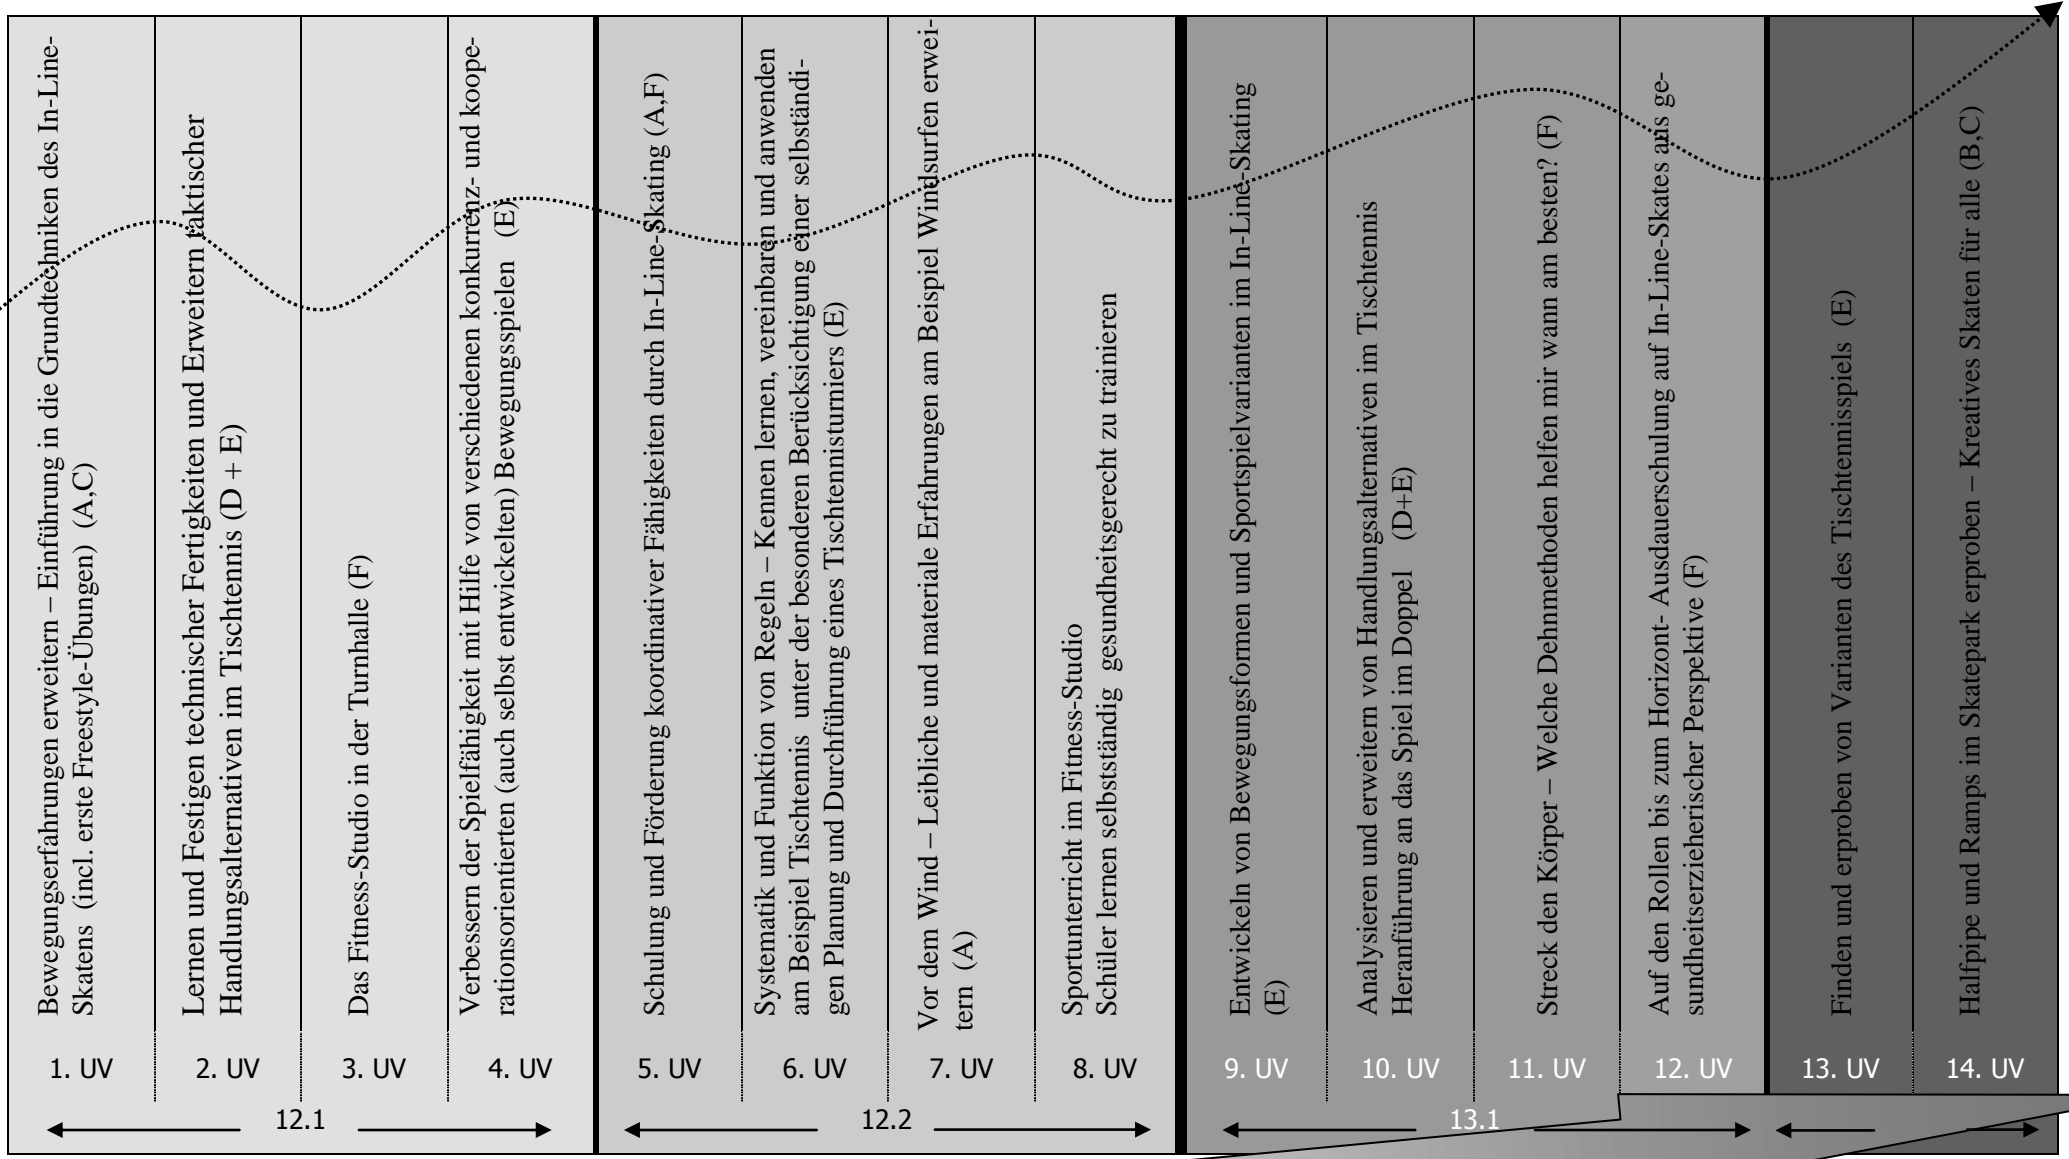 Bewegungserfahrungen erweitern – Einführung in die Grundtechniken des In-Line-
Skatens (incl. erste Freestyle-Übungen) (A,C)
Lernen und Festigen technischer Fertigkeiten und Erweitern taktischer
Handlungsalternativen im Tischtennis (D + E)
Das Fitness-Studio in der Turnhalle (F)
Verbessern der Spielfähigkeit mit Hilfe von verschiedenen konkurrenz- und koope-
rationsorientierten (auch selbst entwickelten) Bewegungsspielen (E)
Schulung und Förderung koordinativer Fähigkeiten durch In-Line-Skating (A,F)
Systematik und Funktion von Regeln – Kennen lernen, vereinbaren und anwenden
am Beispiel Tischtennis unter der besonderen Berücksichtigung einer selbständi-
gen Planung und Durchführung eines Tischtennisturniers (E)
Vor dem Wind – Leibliche und materiale Erfahrungen am Beispiel Windsurfen erwei-
tern (A)
Sportunterricht im Fitness-Studio
Schüler lernen selbstständig gesundheitsgerecht zu trainieren
Entwickeln von Bewegungsformen und Sportspielvarianten im In-Line-Skating
(E)
Analysieren und erweitern von Handlungsalternativen im Tischtennis
Heranführung an das Spiel im Doppel (D+E)
Streck den Körper – Welche Dehnmethoden helfen mir wann am besten? (F)
Auf den Rollen bis zum Horizont- Ausdauerschulung auf In-Line-Skates aus ge-
sundheitserzieherischer Perspektive (F)
Finden und erproben von Varianten des Tischtennisspiels (E)
Halfpipe und Ramps im Skatepark erproben – Kreatives Skaten für alle (B,C)
1. UV
2. UV
3. UV
4. UV
5. UV
6. UV
7. UV
8. UV
9. UV
10. UV
11. UV
12. UV
13. UV
14. UV
12.1
12.2
13.1